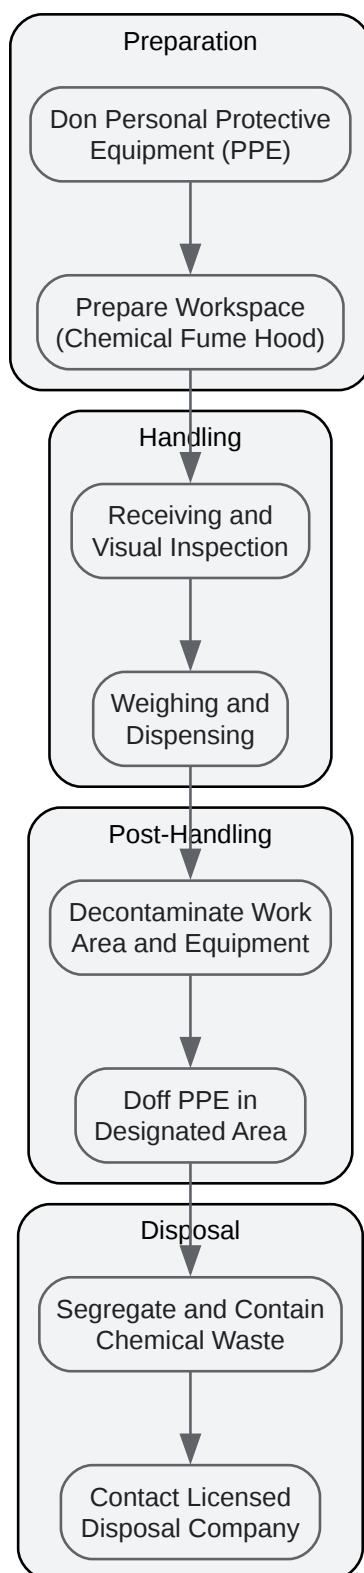 Preparation
Don Personal Protective
Equipment (PPE)
Prepare Workspace
(Chemical Fume Hood)
Handling
Receiving and
Visual Inspection
Weighing and
Dispensing
Post-Handling
Decontaminate Work
Area and Equipment
Doff PPE in
Designated Area
Disposal
Segregate and Contain
Chemical Waste
Contact Licensed
Disposal Company